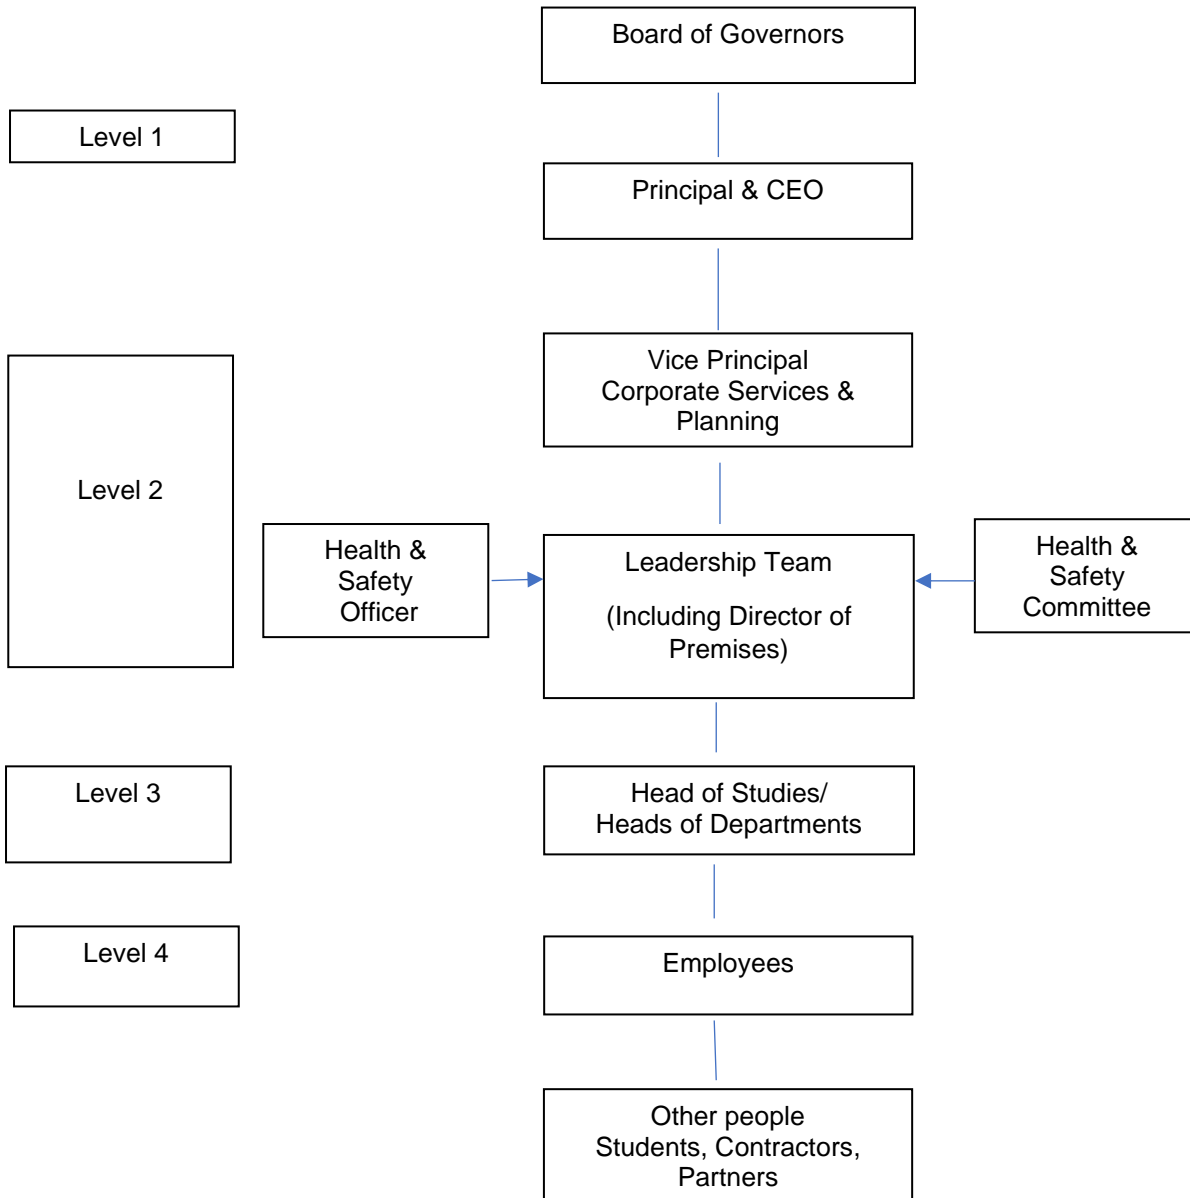 Board of Governors
Level 1
Principal & CEO
Vice Principal
Corporate Services &
Planning
Level 2
Health &
Safety
Officer
Leadership Team
(Including Director of
Premises)
Health &
Safety
Committee
Level 3
Head of Studies/
Heads of Departments
Level 4
Employees
Other people
Students, Contractors,
Partners